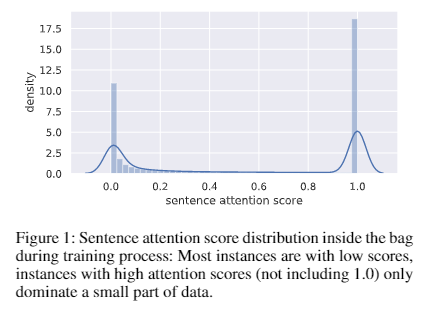 17.5
15.0
12.5
10.0
7.5
5.0
2.5
0.0
density
0.0 0.2 0.4 0.6 0.8 1.0
sentence attention score
Figure 1: Sentence attention score distribution inside the bag
during training process: Most instances are with low scores,
instances with high attention scores (not including 1.0) only
dominate a small part of data.